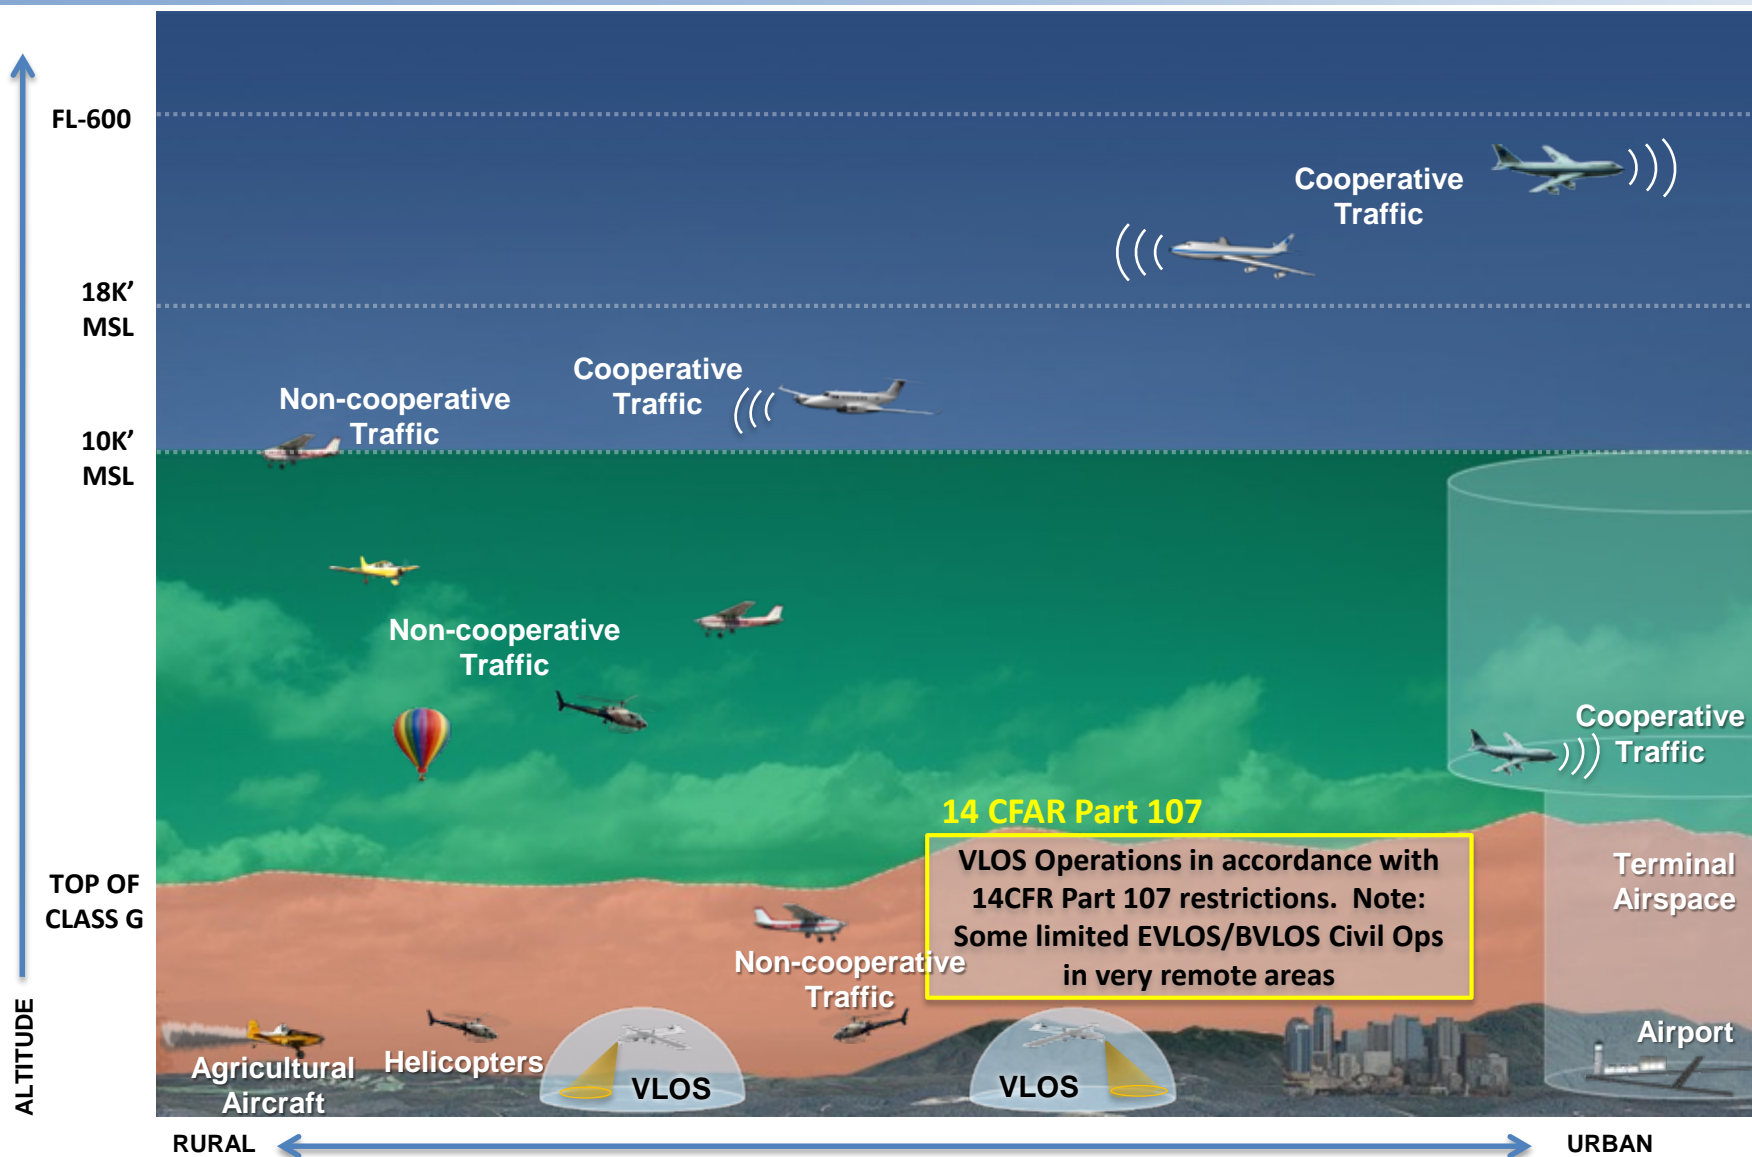 FL-600
Cooperative
Traffic
18K’
MSL
Cooperative
Traffic
Non-cooperative
Traffic
10K’
MSL
Non-cooperative
Traffic
Cooperative
Traffic
14 CFAR Part 107
VLOS Operations in accordance with
14CFR Part 107 restrictions.  Note:
Some limited EVLOS/BVLOS Civil Ops
in very remote areas
Terminal
Airspace
TOP OF
CLASS G
Non-cooperative
Traffic
Airport
Helicopters
Agricultural
Aircraft
VLOS
VLOS
ALTITUDE
RURAL
URBAN